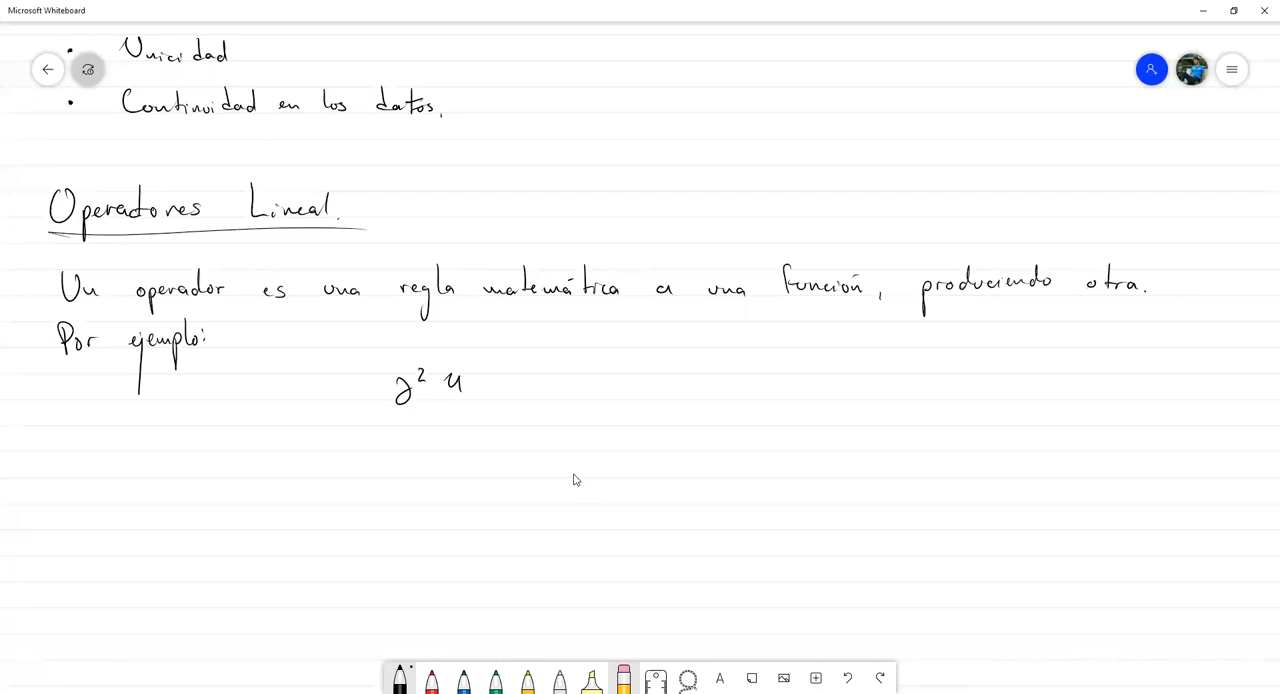 Microsoft Whiteboard
• Unicidad
• Continuidad en los datos.
Operadores Lineal.
Un operador es una regla matemática a una función, produciendo otra.
Por ejemplo:
∂² u
A